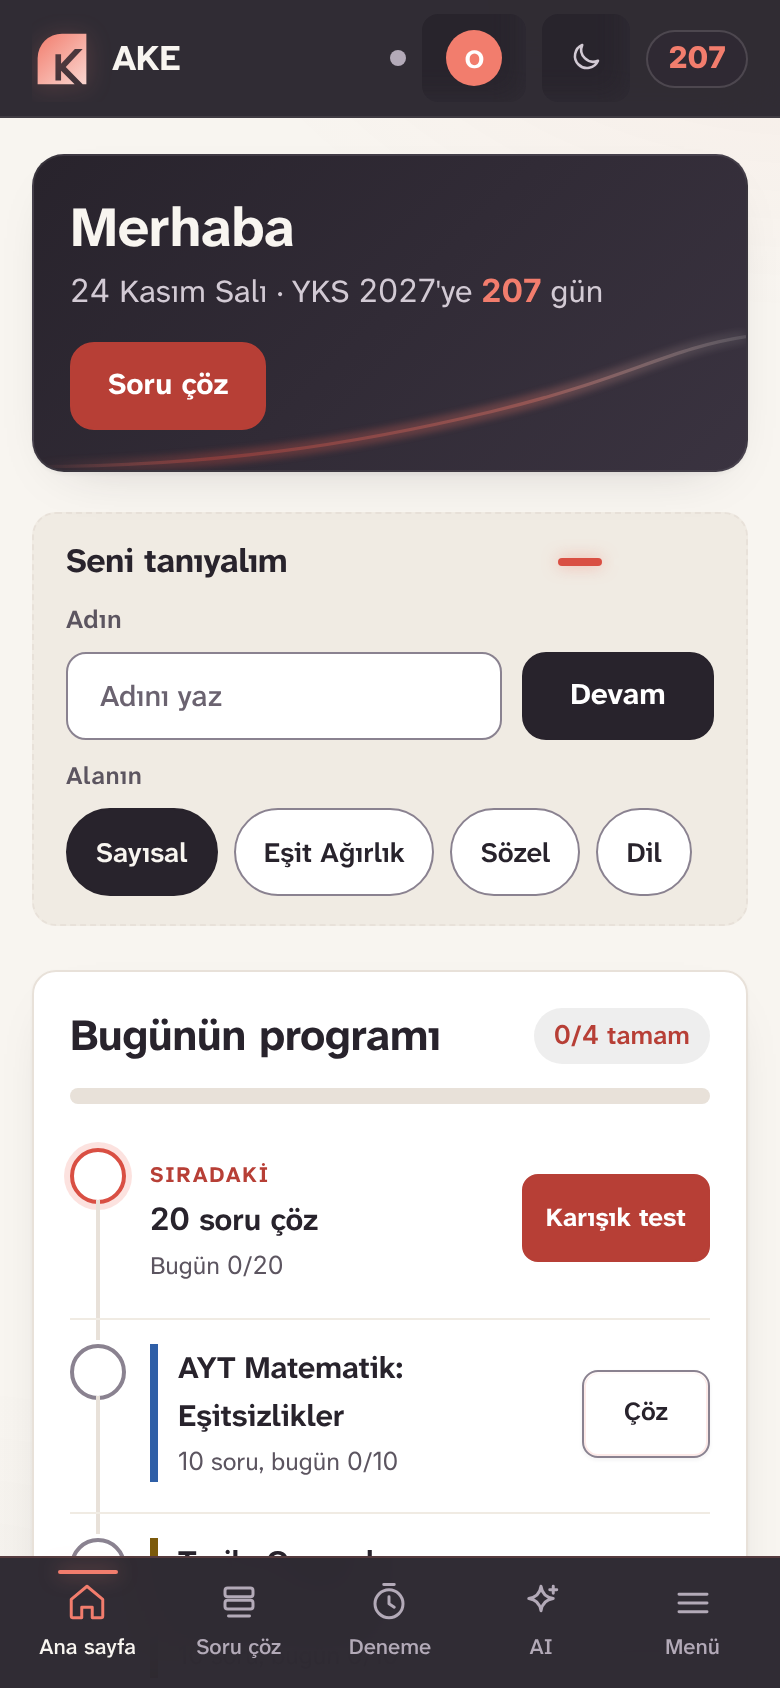 AKE
O
207
Merhaba
24 Kasım Salı · YKS 2027'ye 207 gün
Soru çöz
Seni tanıyalım
Adın
Adını yaz
Devam
Alanın
Sayısal
Eşit Ağırlık
Sözel
Dil
Bugünün programı
0/4 tamam
SIRADAKİ
20 soru çöz
Bugün 0/20
Karışık test
AYT Matematik:
Eşitsizlikler
10 soru, bugün 0/10
Çöz
Ana sayfa
Soru çöz
Deneme
AI
Menü